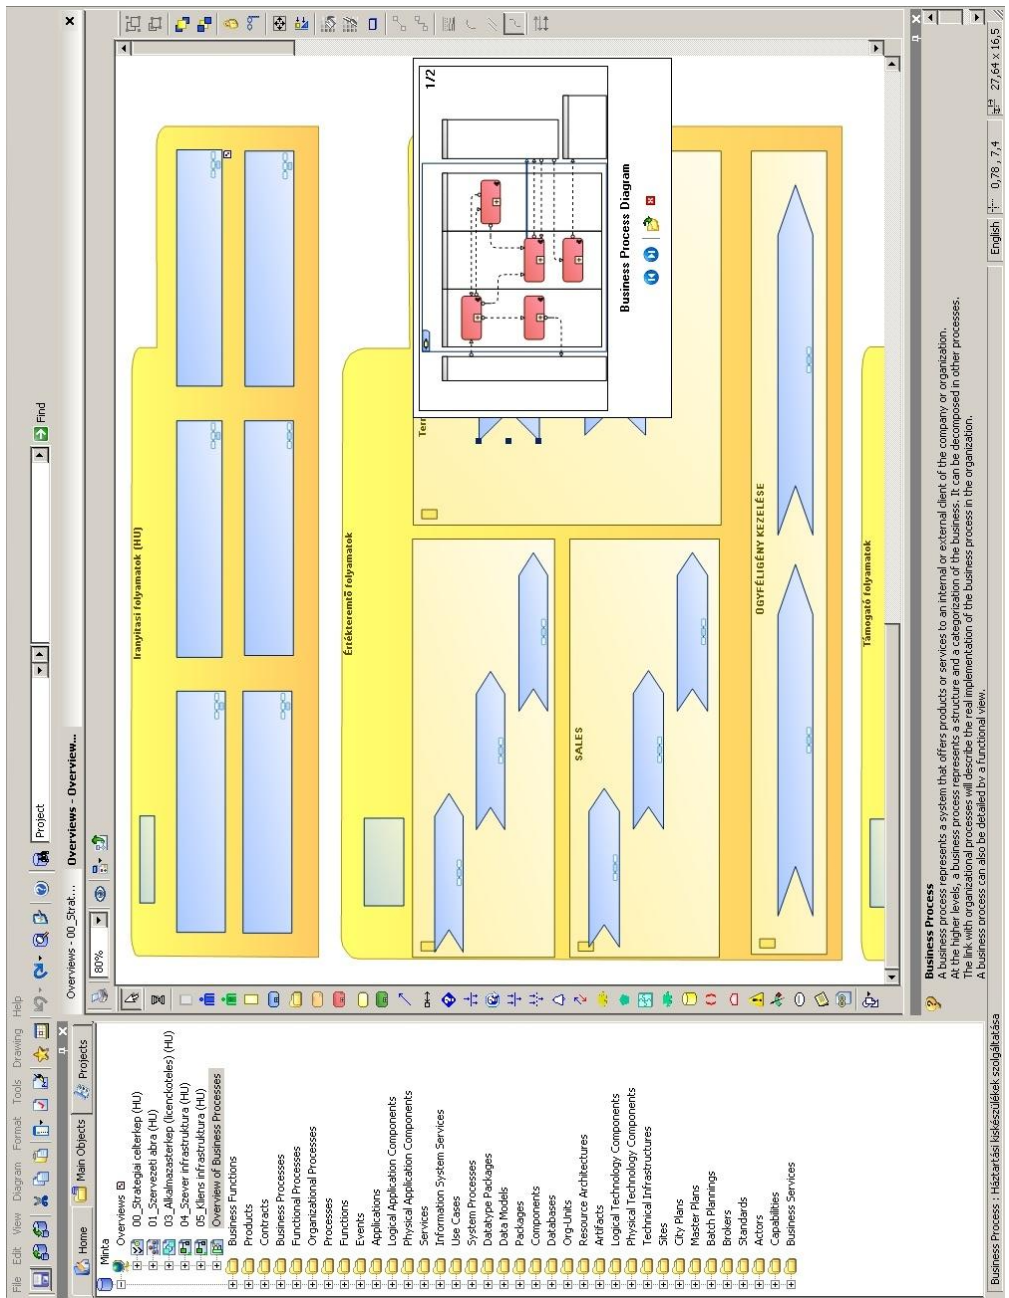 File Edit View Diagram Format Tools Drawing Help
Project
Find
Home
Main Objects
Projects
Minta
Overviews
00_Strategiai celterkep (HU)
01_Szervezeti abra (HU)
03_Alkalmazasterkep (licenckoteles) (HU)
04_Szever infrastruktura (HU)
05_Kliens infrastruktura (HU)
Overview of Business Processes
Business Functions
Products
Contracts
Business Processes
Functional Processes
Organizational Processes
Processes
Functions
Events
Applications
Logical Application Components
Physical Application Components
Services
Information System Services
Use Cases
System Processes
Datatype Packages
Data Models
Packages
Components
Databases
Org-Units
Resource Architectures
Artifacts
Logical Technology Components
Physical Technology Components
Technical Infrastructures
Sites
City Plans
Master Plans
Batch Plannings
Brokers
Standards
Actors
Capabilities
Business Services
Overviews - 00_Strat...
Overviews - Overview...
80%
Irányítási folyamatok (HU)
Értékteremtő folyamatok
SALES
Terr
1/2
Business Process Diagram
ÜGYFÉLIGÉNY KEZELÉSE
Támogató folyamatok
Business Process
A business process represents a system that offers products or services to an internal or external client of the company or organization.
At the higher levels, a business process represents a structure and a categorization of the business. It can be decomposed in other processes.
The link with organizational processes will describe the real implementation of the business process in the organization.
A business process can also be detailed by a functional view.
Business Process : Háztartási kiskészülékek szolgáltatása
English
0,78 , 7,4
27,64 x 16,5